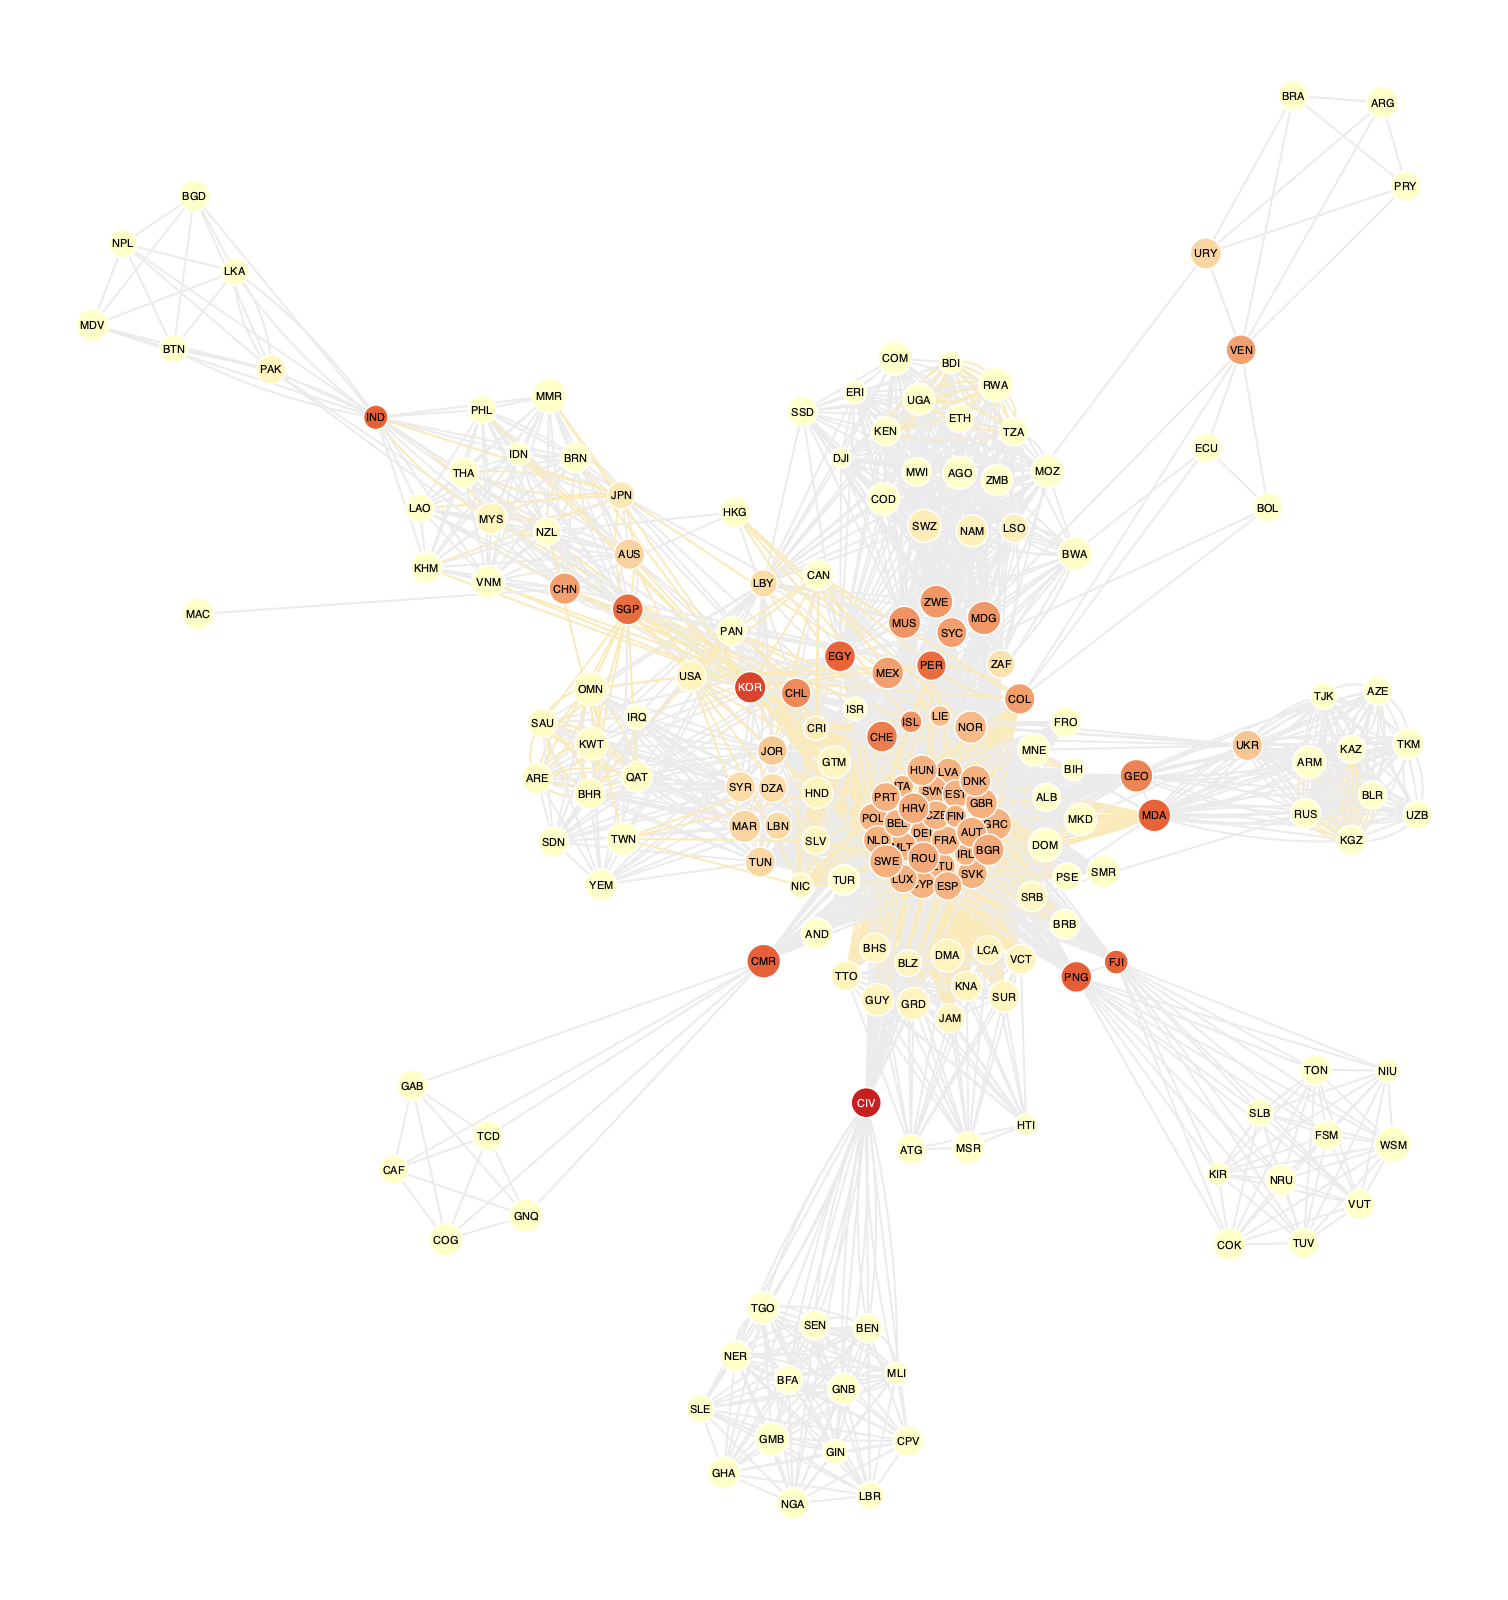 BRA
ARG
PRY
BGD
NPL
LKA
MDV
BTN
PAK
IND
URY
VEN
ECU
BOL
PHL
MMR
IDN
BRN
THA
JPN
LAO
MYS
NZL
AUS
KHM
VNM
CHN
SGP
MAC
HKG
LBY
CAN
PAN
COM
BDI
ERI
UGA
RWA
SSD
KEN
ETH
TZA
DJI
MWI
AGO
ZMB
MOZ
COD
SWZ
NAM
LSO
BWA
ZWE
MUS
MDG
SYC
EGY
PER
MEX
ZAF
KOR
CHL
COL
USA
OMN
SAU
IRQ
KWT
ARE
QAT
BHR
SDN
TWN
YEM
ISR
CRI
ISL
LIE
CHE
NOR
JOR
GTM
SYR
DZA
HND
MAR
LBN
SLV
TUN
NIC
TUR
FRO
MNE
BIH
ALB
MKD
DOM
PSE
SMR
SRB
BRB
UKR
GEO
MDA
TJK
AZE
ARM
KAZ
TKM
BLR
RUS
UZB
KGZ
HUN
LVA
DNK
PRT
SVN
EST
GBR
HRV
POL
BEL
CZE
FIN
GRC
NLD
FRA
AUT
BGR
SWE
ROU
IRL
LUX
ESP
SVK
AND
CMR
BHS
BLZ
DMA
LCA
VCT
TTO
GUY
GRD
KNA
SUR
JAM
FJI
PNG
CIV
ATG
MSR
HTI
GAB
TCD
CAF
GNQ
COG
TON
NIU
SLB
FSM
WSM
KIR
NRU
VUT
COK
TUV
TGO
SEN
BEN
NER
BFA
GNB
MLI
SLE
GMB
GIN
CPV
GHA
NGA
LBR